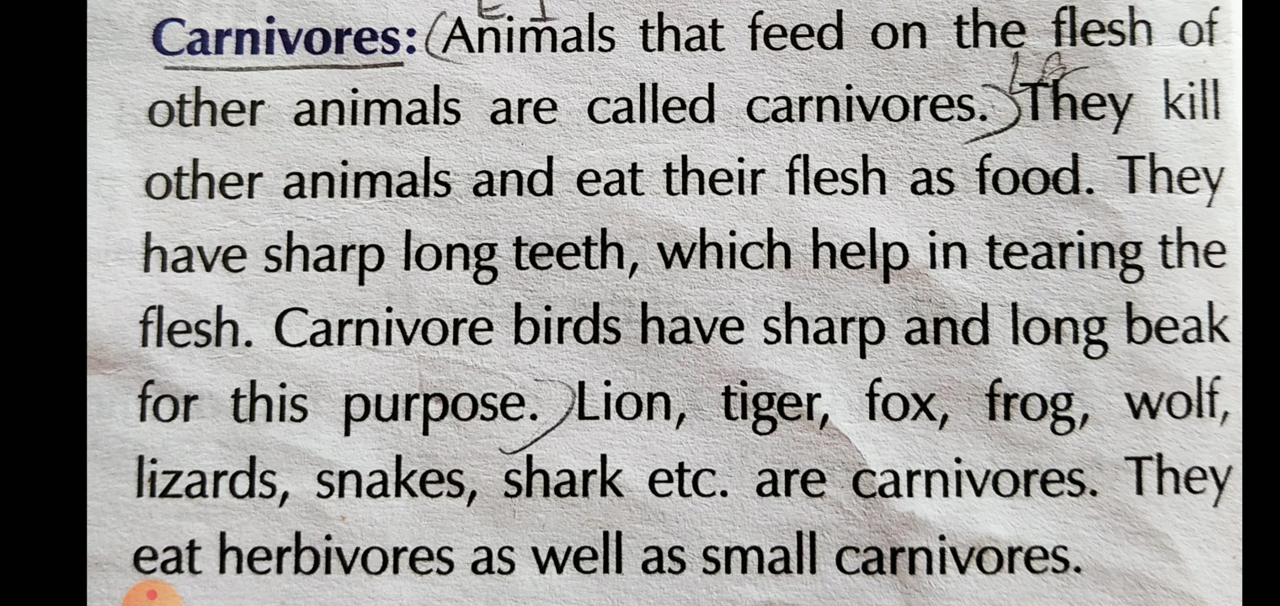 Carnivores: (Animals that feed on the flesh of
other animals are called carnivores.) They kill
other animals and eat their flesh as food. They
have sharp long teeth, which help in tearing the
flesh. Carnivore birds have sharp and long beak
for this purpose.) Lion, tiger, fox, frog, wolf,
lizards, snakes, shark etc. are carnivores. They
eat herbivores as well as small carnivores.